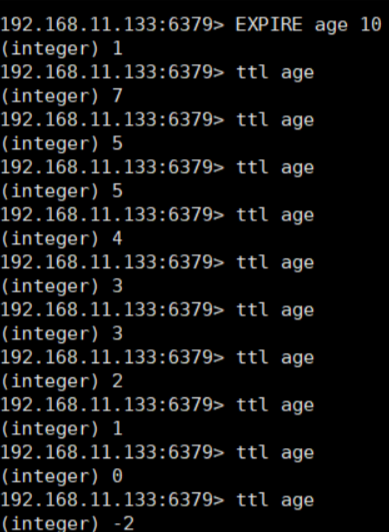 192.168.11.133:6379> EXPIRE age 10
(integer) 1
192.168.11.133:6379> ttl age
(integer) 7
192.168.11.133:6379> ttl age
(integer) 5
192.168.11.133:6379> ttl age
(integer) 5
192.168.11.133:6379> ttl age
(integer) 4
192.168.11.133:6379> ttl age
(integer) 3
192.168.11.133:6379> ttl age
(integer) 3
192.168.11.133:6379> ttl age
(integer) 2
192.168.11.133:6379> ttl age
(integer) 1
192.168.11.133:6379> ttl age
(integer) 0
192.168.11.133:6379> ttl age
(integer) -2